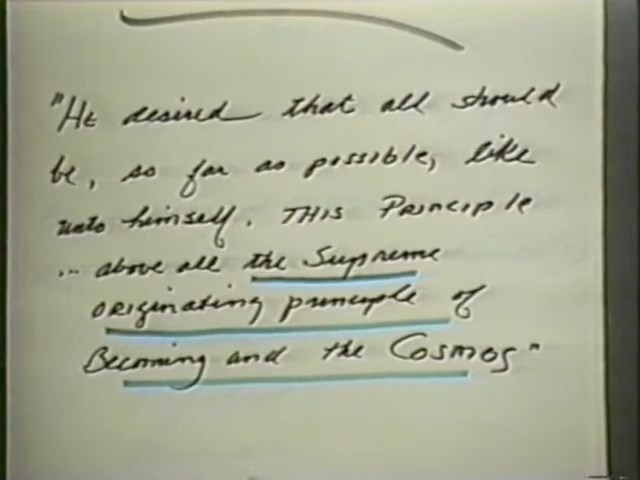 "He desired that all should
be, so far as possible, like
unto himself. THIS Principle
... above all the Supreme
originating principle of
Becoming and the Cosmos"